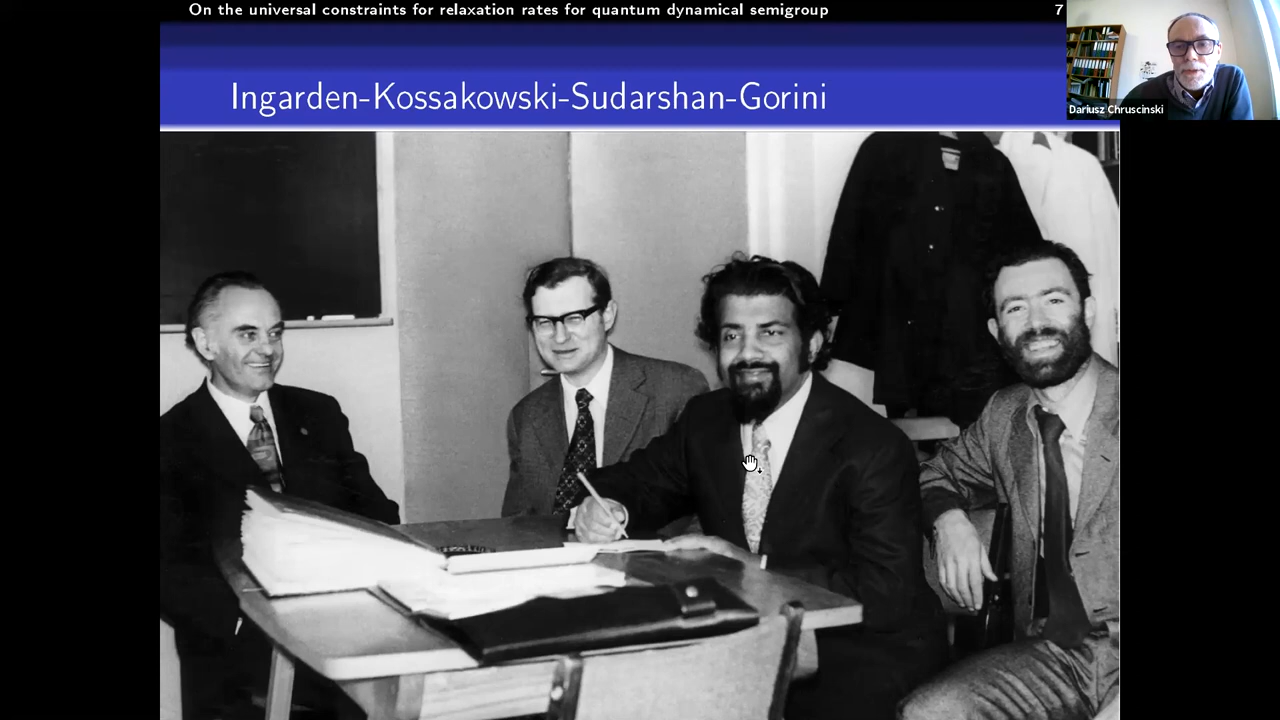 On the universal constraints for relaxation rates for quantum dynamical semigroup
7
Ingarden-Kossakowski-Sudarshan-Gorini
Dariusz Chruscinski